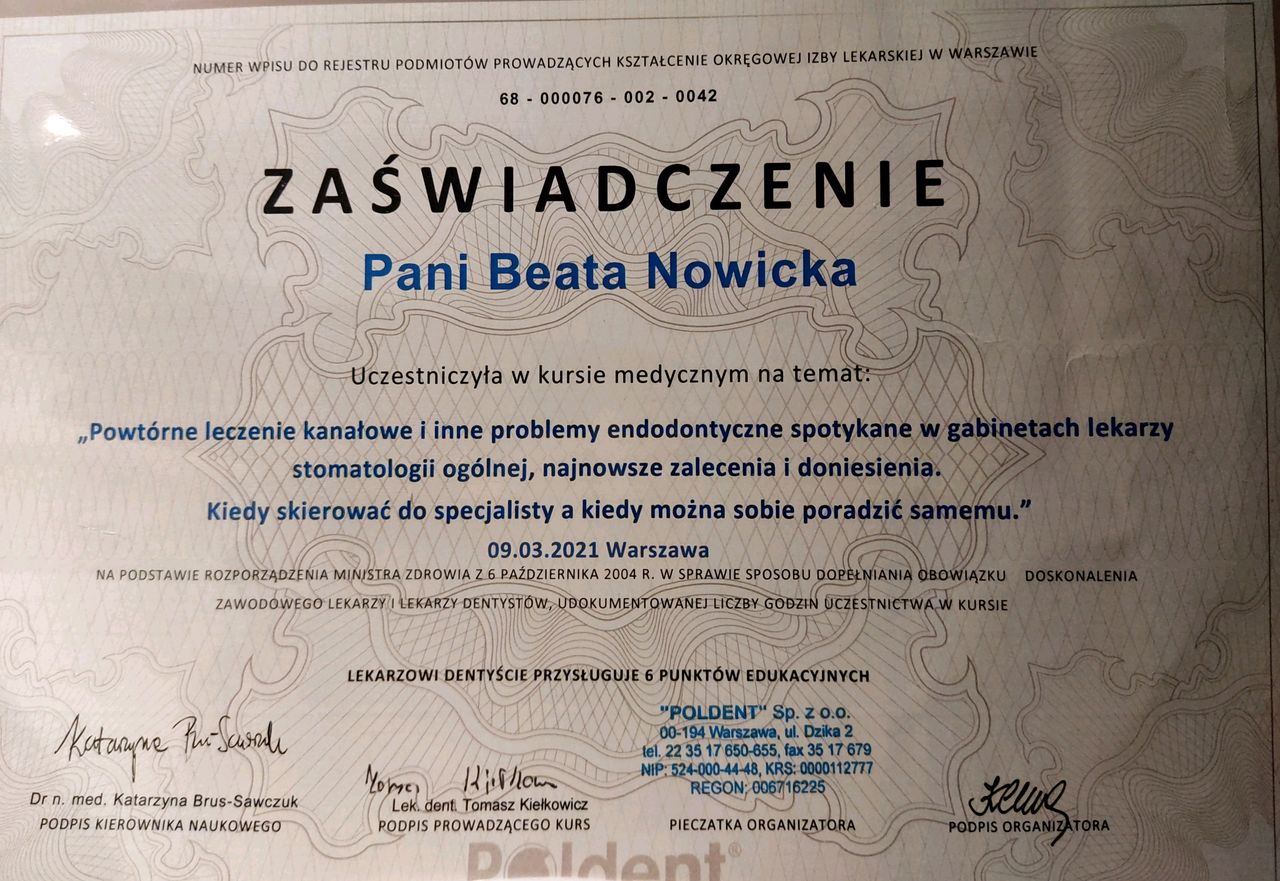 NUMER WPISU DO REJESTRU PODMIOTÓW PROWADZĄCYCH KSZTAŁCENIE OKRĘGOWEJ IZBY LEKARSKIEJ W WARSZAWIE
68 - 000076 - 002 - 0042
ZAŚWIADCZENIE
Pani Beata Nowicka
Uczestniczyła w kursie medycznym na temat:
„Powtórne leczenie kanałowe i inne problemy endodontyczne spotykane w gabinetach lekarzy
stomatologii ogólnej, najnowsze zalecenia i doniesienia.
Kiedy skierować do specjalisty a kiedy można sobie poradzić samemu.”
09.03.2021 Warszawa
NA PODSTAWIE ROZPORZĄDZENIA MINISTRA ZDROWIA Z 6 PAŹDZIERNIKA 2004 R. W SPRAWIE SPOSOBU DOPEŁNIANIA OBOWIĄZKU DOSKONALENIA
ZAWODOWEGO LEKARZY I LEKARZY DENTYSTÓW, UDOKUMENTOWANEJ LICZBY GODZIN UCZESTNICTWA W KURSIE
LEKARZOWI DENTYŚCIE PRZYSŁUGUJE 6 PUNKTÓW EDUKACYJNYCH
"POLDENT" Sp. z o.o.
00-194 Warszawa, ul. Dzika 2
tel. 22 35 17 650-655, fax 35 17 679
NIP: 524-000-44-48, KRS: 0000112777
REGON: 006716225
Katarzyna Brus-Sawczuk
Dr n. med. Katarzyna Brus-Sawczuk
PODPIS KIEROWNIKA NAUKOWEGO
Lek. dent. Tomasz Kiełkowicz
PODPIS PROWADZĄCEGO KURS
PIECZATKA ORGANIZATORA
PODPIS ORGANIZATORA
Poldent®